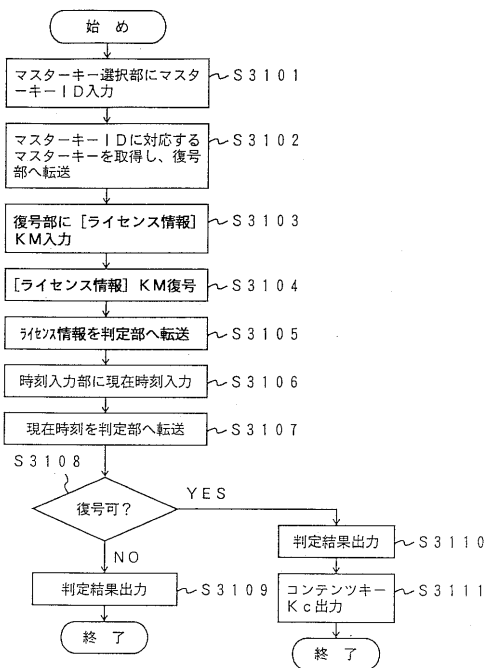 始 め
マスターキー選択部にマスタ
ーキーID入力
S3101
マスターキーIDに対応する
マスターキーを取得し、復号
部へ転送
S3102
復号部に[ライセンス情報]
KM入力
S3103
[ライセンス情報] KM復号
S3104
ライセンス情報を判定部へ転送
S3105
時刻入力部に現在時刻入力
S3106
現在時刻を判定部へ転送
S3107
S3108
復号可?
YES
NO
判定結果出力
S3109
終 了
判定結果出力
S3110
コンテンツキー
Kc出力
S3111
終 了